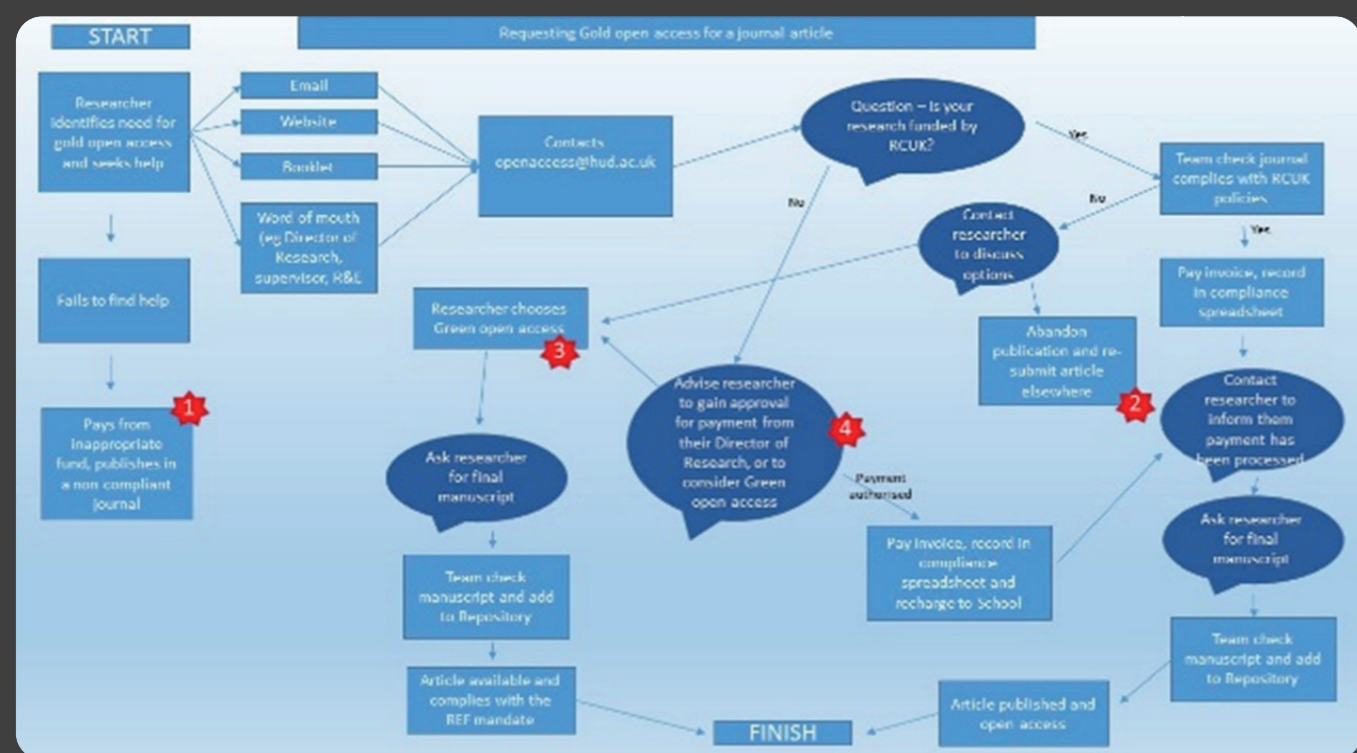 START
Requesting Gold open access for a journal article
Researcher
identifies need for
gold open access
and seeks help
Email
Website
Booklet
Word of mouth
(eg Director of
Research,
supervisor, R&E
Contacts
openaccess@hud.ac.uk
Question – Is your
research funded by
RCUK?
Yes
No
Team check journal
complies with RCUK
policies
No
Yes
Contact
researcher
to discuss
options
Fails to find help
Researcher chooses
Green open access
3
Pay invoice, record
in compliance
spreadsheet
Abandon
publication and re-
submit article
elsewhere
2
1
Pays from
inappropriate
fund, publishes in
a non compliant
journal
Advise researcher
to gain approval
for payment from
their Director of
Research, or to
consider Green
open access
4
Contact
researcher to
inform them
payment has
been processed
Ask researcher
for final
manuscript
Payment
authorised
Pay invoice, record in
compliance
spreadsheet and
recharge to School
Ask researcher
for final
manuscript
Team check
manuscript and add
to Repository
Team check
manuscript and add
to Repository
Article available and
complies with the
REF mandate
Article published and
open access
FINISH